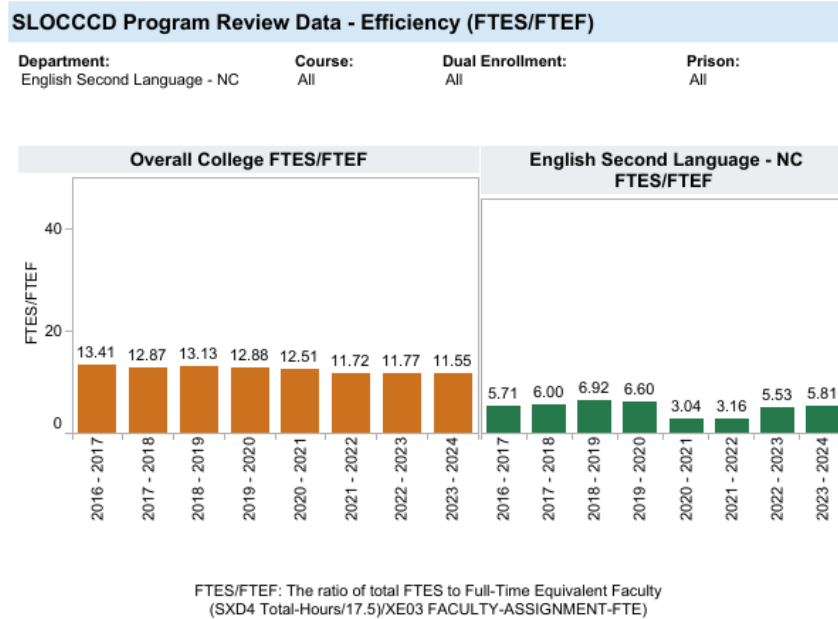 SLOCCCD Program Review Data - Efficiency (FTES/FTEF)
Department: Course: Dual Enrollment: Prison:
English Second Language - NC All All All
Overall College FTES/FTEF
English Second Language - NC
FTES/FTEF
FTES/FTEF
40
20
0
13.41 12.87 13.13 12.88 12.51 11.72 11.77 11.55
2016 - 2017
2017 - 2018
2018 - 2019
2019 - 2020
2020 - 2021
2021 - 2022
2022 - 2023
2023 - 2024
5.71 6.00 6.92 6.60 3.04 3.16 5.53 5.81
2016 - 2017
2017 - 2018
2018 - 2019
2019 - 2020
2020 - 2021
2021 - 2022
2022 - 2023
2023 - 2024
FTES/FTEF: The ratio of total FTES to Full-Time Equivalent Faculty
(SXD4 Total-Hours/17.5)/XE03 FACULTY-ASSIGNMENT-FTE)